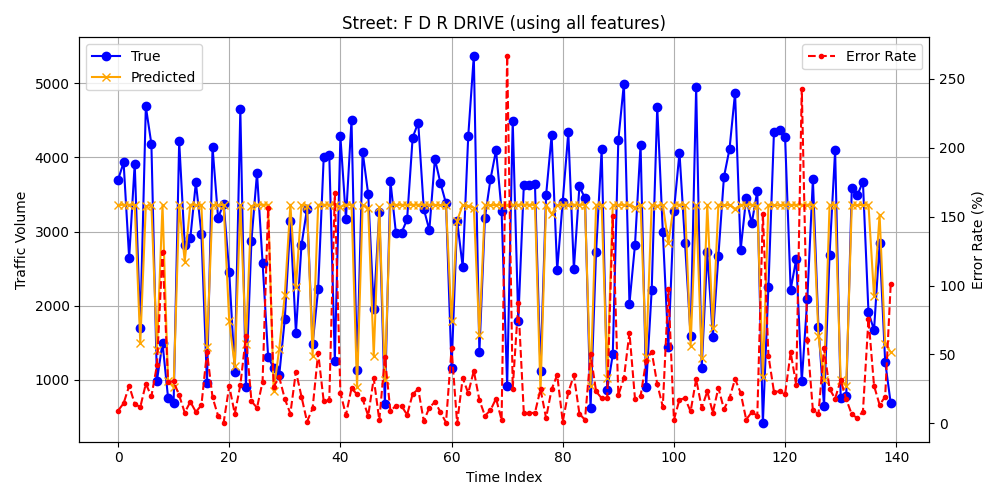 Street: F D R DRIVE (using all features)
True
Predicted
Error Rate
Traffic Volume
5000
4000
3000
2000
1000
Error Rate (%)
250
200
150
100
50
0
0 20 40 60 80 100 120 140
Time Index